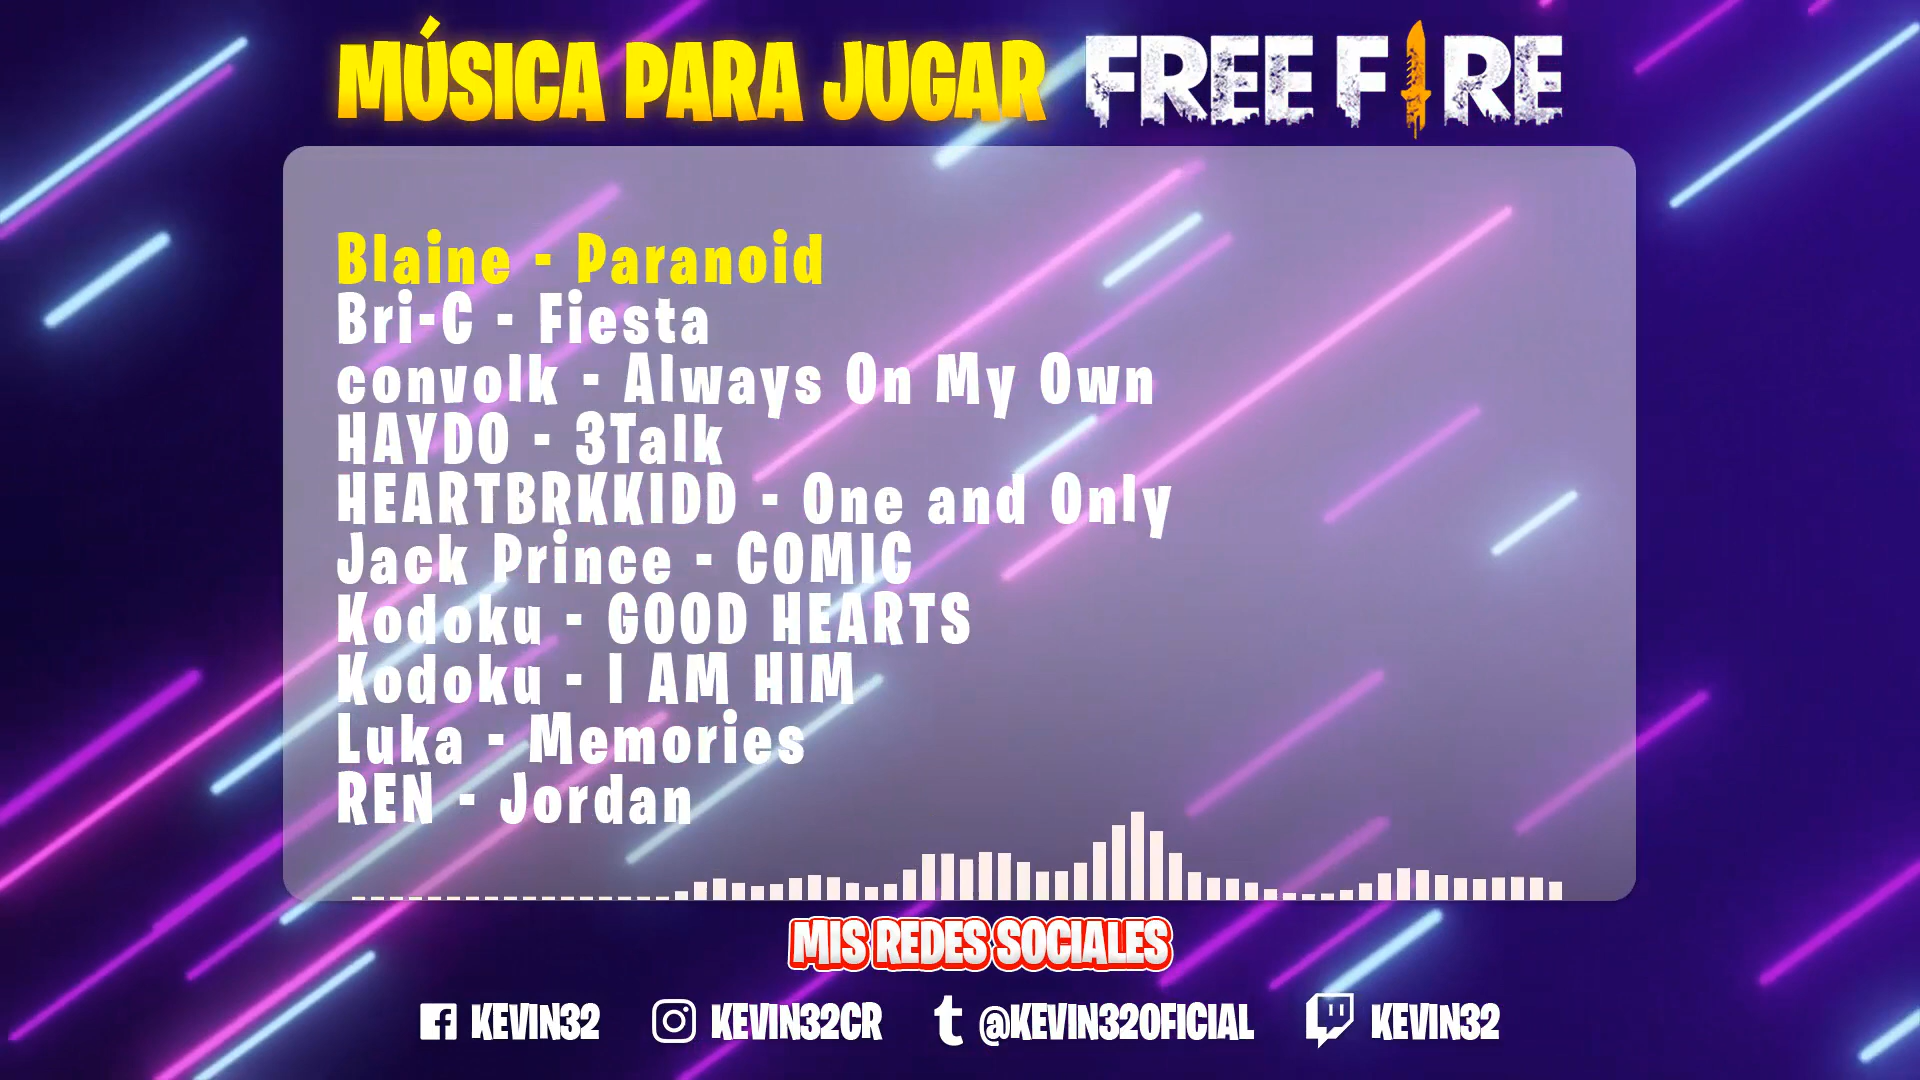 MÚSICA PARA JUGAR FREE FIRE
Blaine - Paranoid
Bri-C - Fiesta
convolk - Always On My Own
HAYDO - 3Talk
HEARTBRKKIDD - One and Only
Jack Prince - COMIC
Kodoku - GOOD HEARTS
Kodoku - I AM HIM
Luka - Memories
REN - Jordan
MIS REDES SOCIALES
KEVIN32 KEVIN32CR @KEVIN32OFICIAL KEVIN32